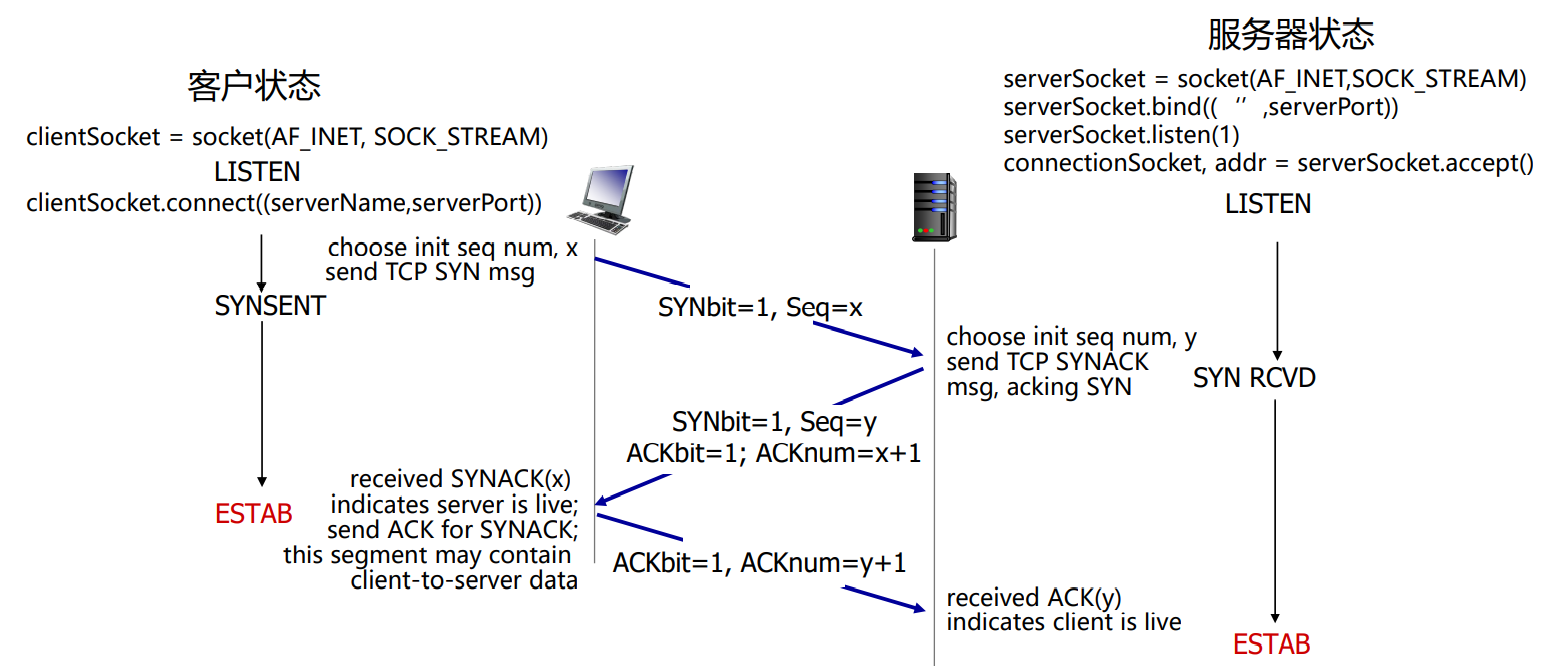 客户状态
clientSocket = socket(AF_INET, SOCK_STREAM)
LISTEN
clientSocket.connect((serverName,serverPort))
SYNSENT
ESTAB
choose init seq num, x
send TCP SYN msg
SYNbit=1, Seq=x
SYNbit=1, Seq=y
ACKbit=1; ACKnum=x+1
received SYNACK(x)
indicates server is live;
send ACK for SYNACK;
this segment may contain
client-to-server data
ACKbit=1, ACKnum=y+1
服务器状态
serverSocket = socket(AF_INET,SOCK_STREAM)
serverSocket.bind((‘’,serverPort))
serverSocket.listen(1)
connectionSocket, addr = serverSocket.accept()
LISTEN
choose init seq num, y
send TCP SYNACK
msg, acking SYN
SYN RCVD
received ACK(y)
indicates client is live
ESTAB